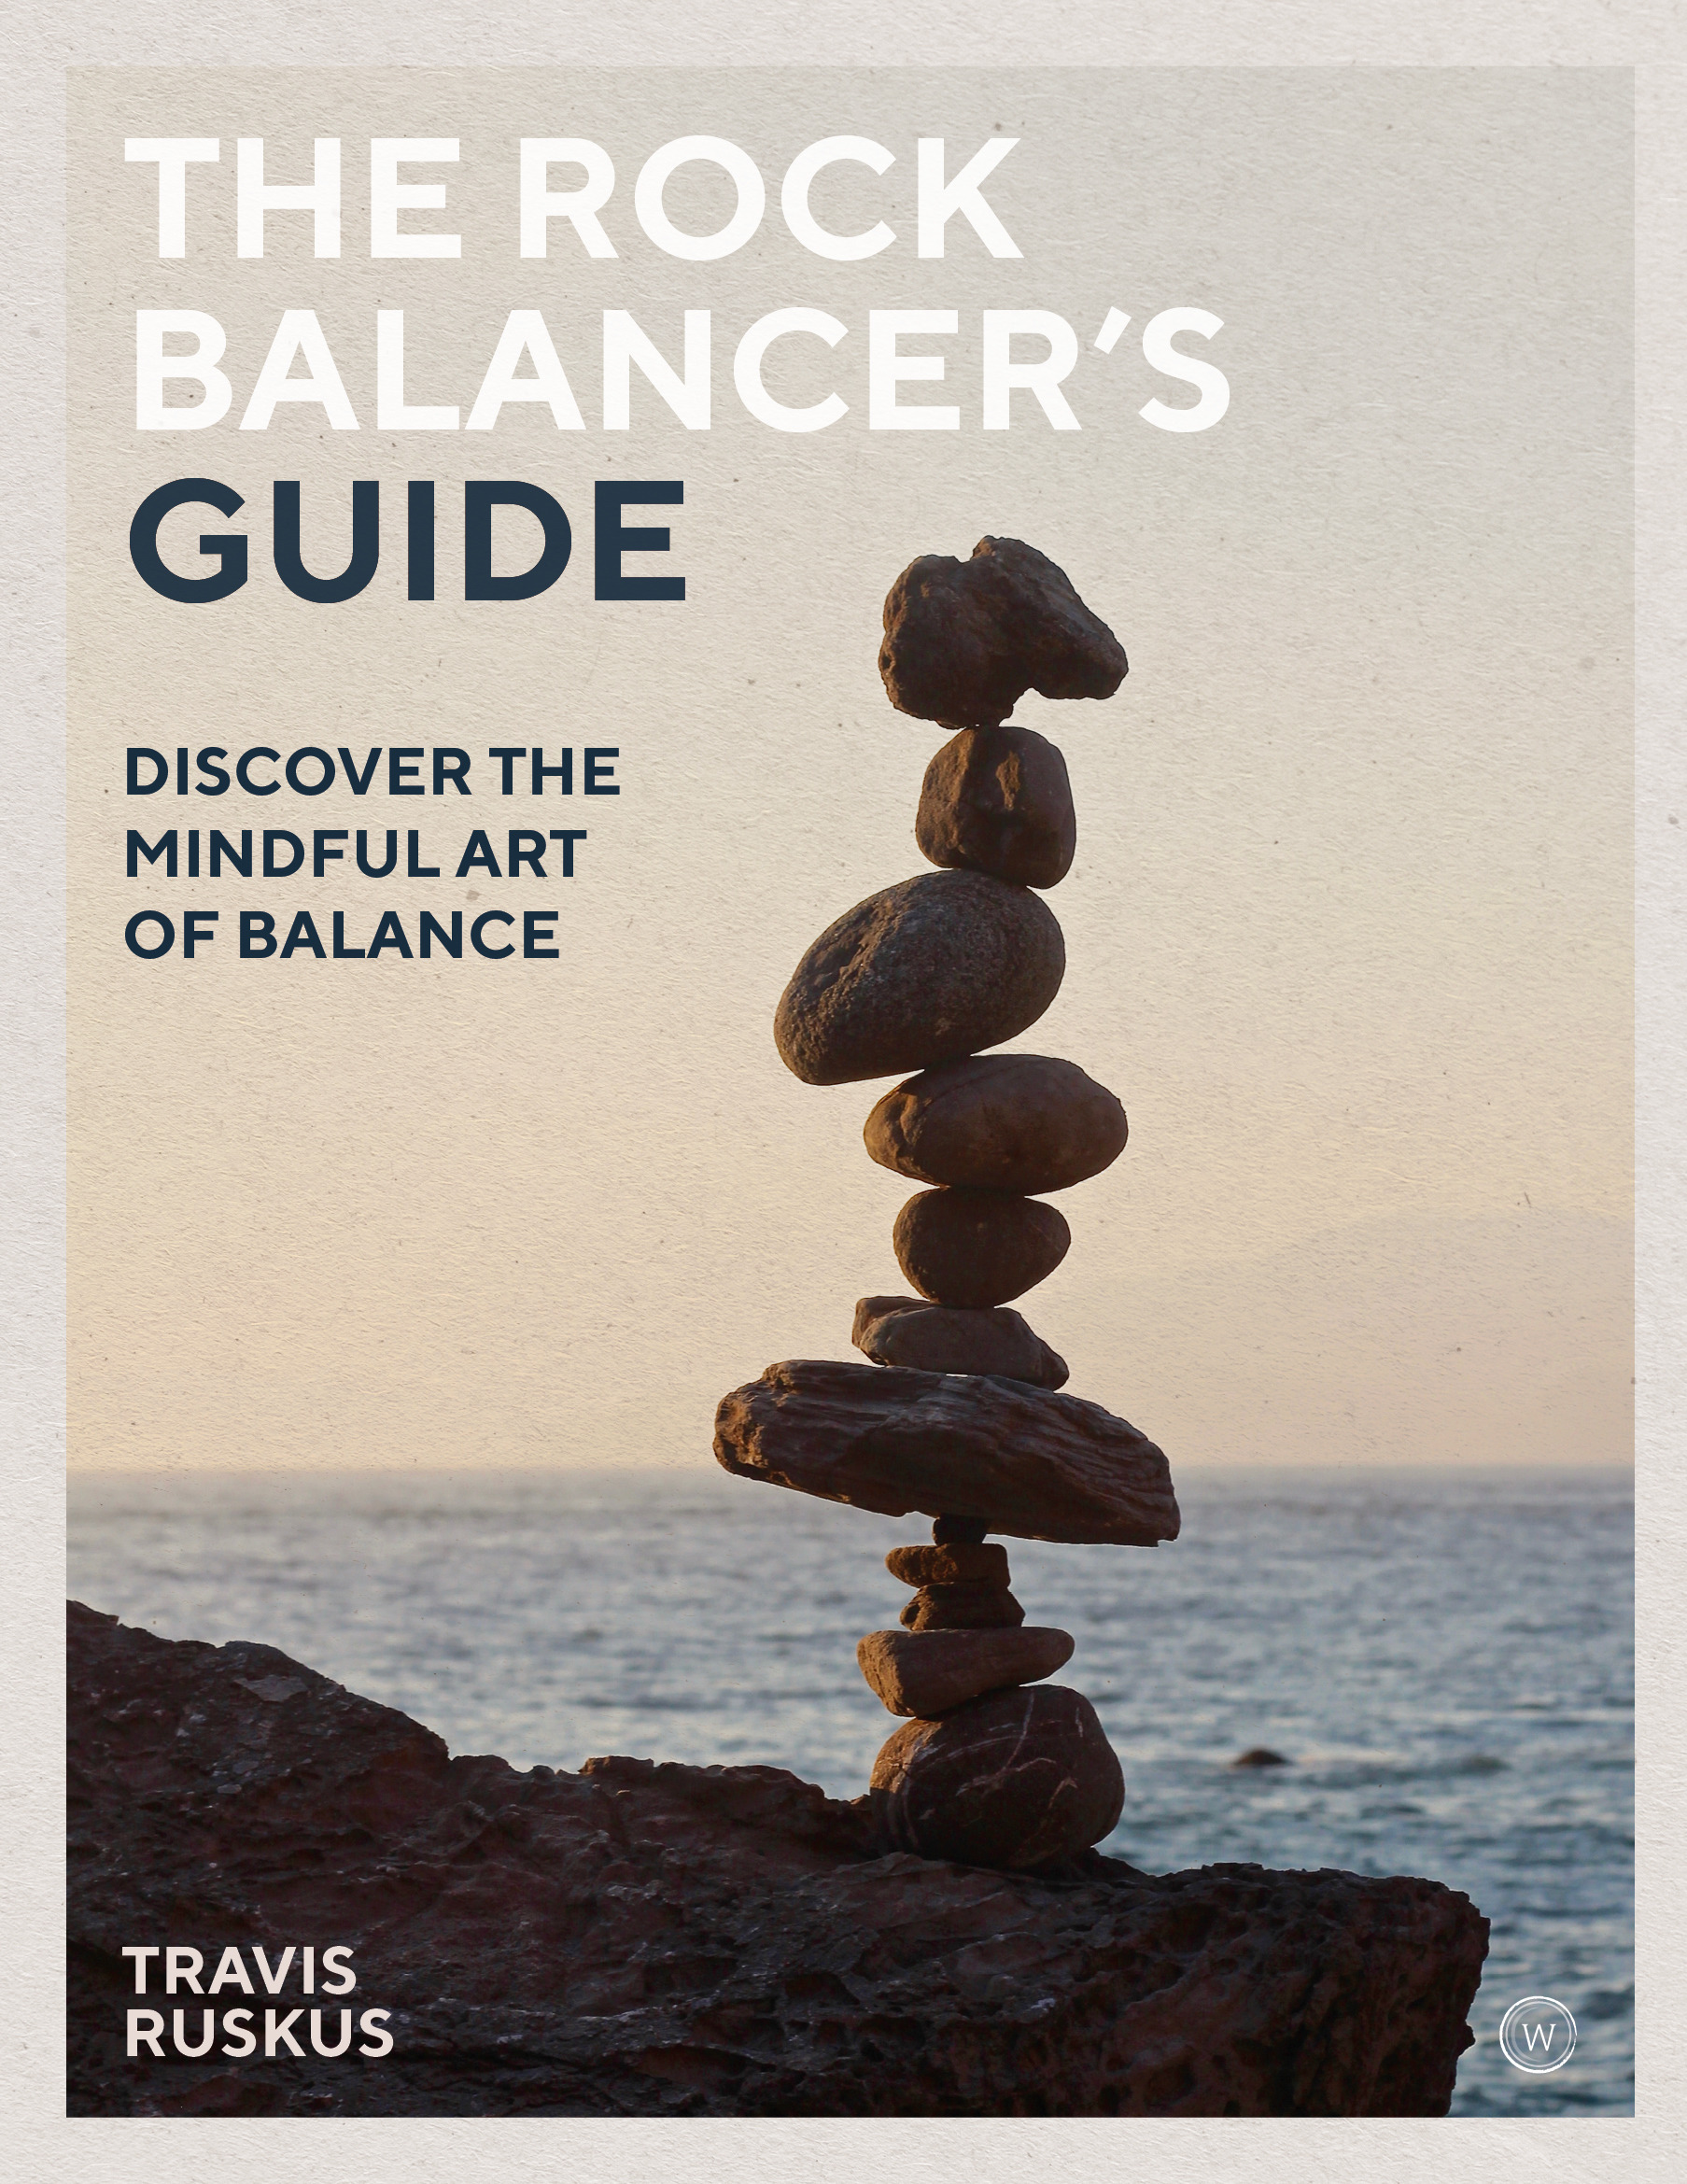 THE ROCK
BALANCER'S
GUIDE
DISCOVER THE
MINDFUL ART
OF BALANCE
TRAVIS
RUSKUS
W